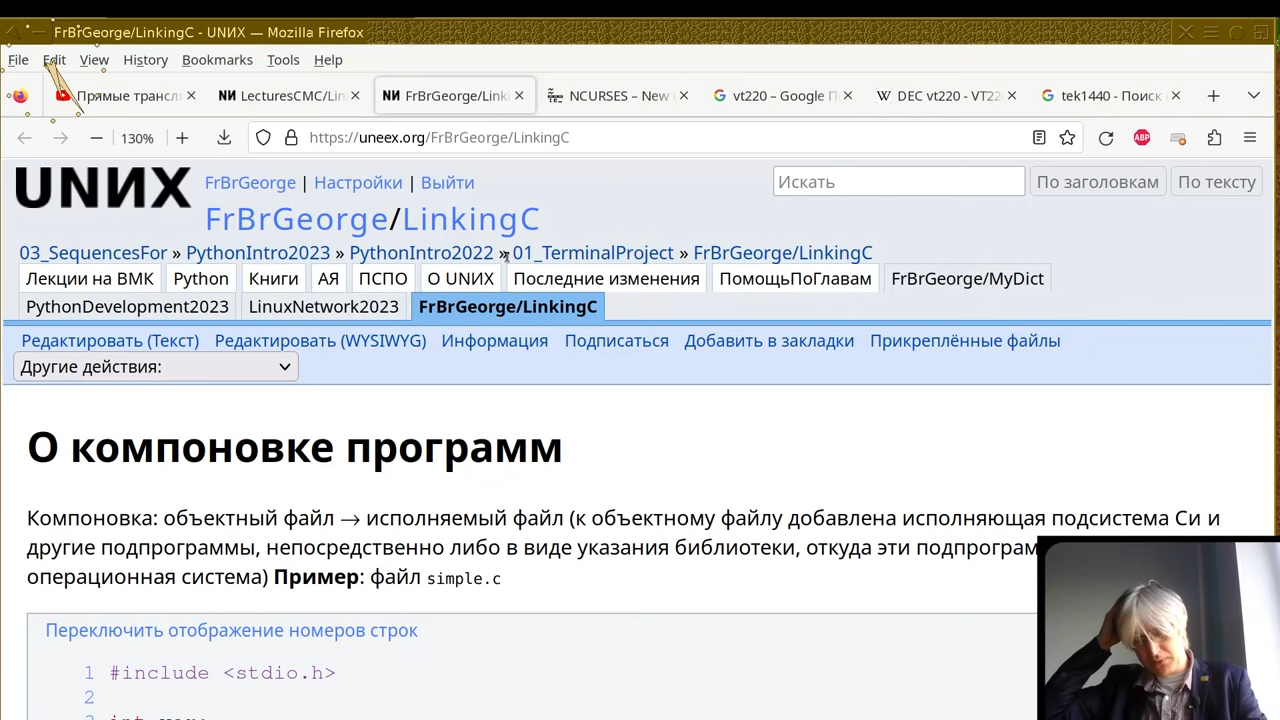 FrBrGeorge/LinkingC - UNИX — Mozilla Firefox
File Edit View History Bookmarks Tools Help
Прямые трансл NИ LecturesCMC/Lin NИ FrBrGeorge/Link NCURSES – New vt220 – Google П W DEC vt220 - VT22 tek1440 - Поиск
130% https://uneex.org/FrBrGeorge/LinkingC ABP
UNИX FrBrGeorge | Настройки | Выйти Искать По заголовкам По тексту
FrBrGeorge/LinkingC
03_SequencesFor » PythonIntro2023 » PythonIntro2022 » 01_TerminalProject » FrBrGeorge/LinkingC
Лекции на ВМК Python Книги АЯ ПСПО О UNИX Последние изменения ПомощьПоГлавам FrBrGeorge/MyDict
PythonDevelopment2023 LinuxNetwork2023 FrBrGeorge/LinkingC
Редактировать (Текст) Редактировать (WYSIWYG) Информация Подписаться Добавить в закладки Прикреплённые файлы
Другие действия:
О компоновке программ
Компоновка: объектный файл → исполняемый файл (к объектному файлу добавлена исполняющая подсистема Си и
другие подпрограммы, непосредственно либо в виде указания библиотеки, откуда эти подпрограм
операционная система) Пример: файл simple.c
Переключить отображение номеров строк
1 #include <stdio.h>
2